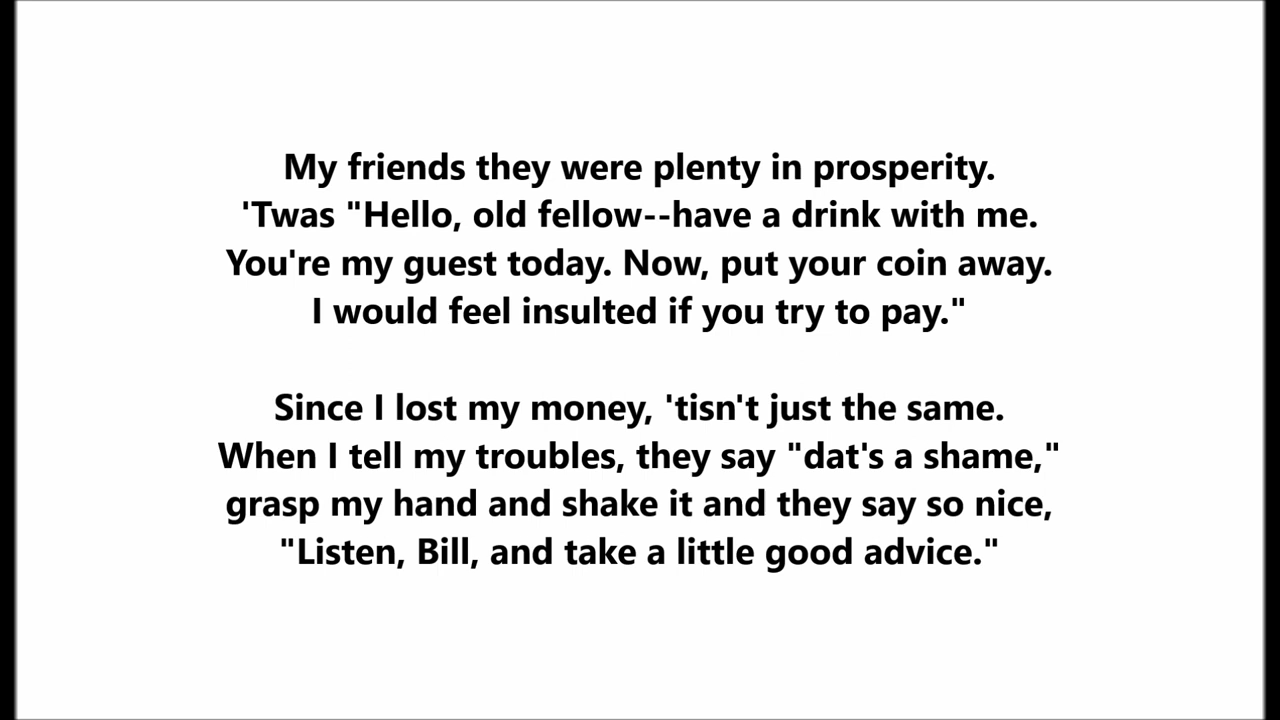 My friends they were plenty in prosperity.
'Twas "Hello, old fellow--have a drink with me.
You're my guest today. Now, put your coin away.
I would feel insulted if you try to pay."
Since I lost my money, 'tisn't just the same.
When I tell my troubles, they say "dat's a shame,"
grasp my hand and shake it and they say so nice,
"Listen, Bill, and take a little good advice."